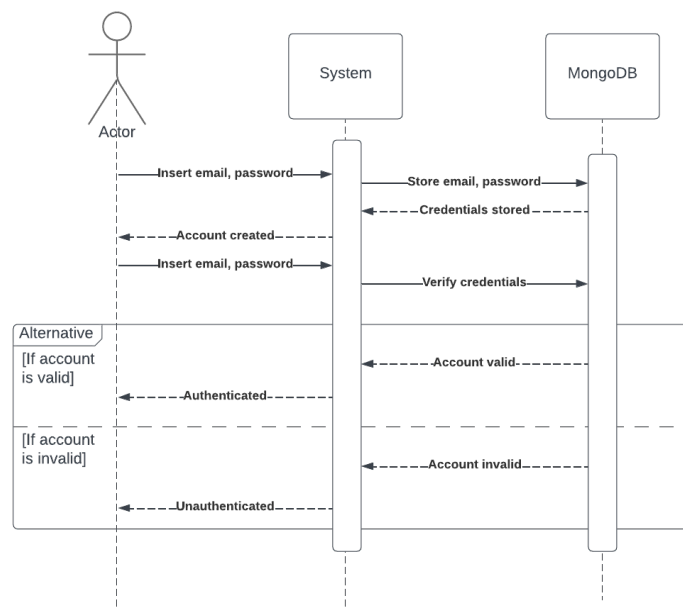 System
MongoDB
Actor
Insert email, password
Store email, password
Credentials stored
Account created
Insert email, password
Verify credentials
Alternative
[If account
is valid]
Account valid
Authenticated
[If account
is invalid]
Account invalid
Unauthenticated